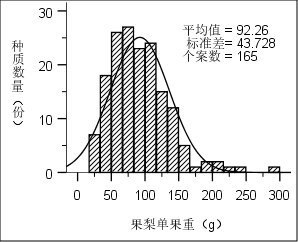 平均值 = 92.26
标准差= 43.728
个案数 = 165
种质数量（份）
30
20
10
0
0 50 100 150 200 250 300
果梨单果重（g）